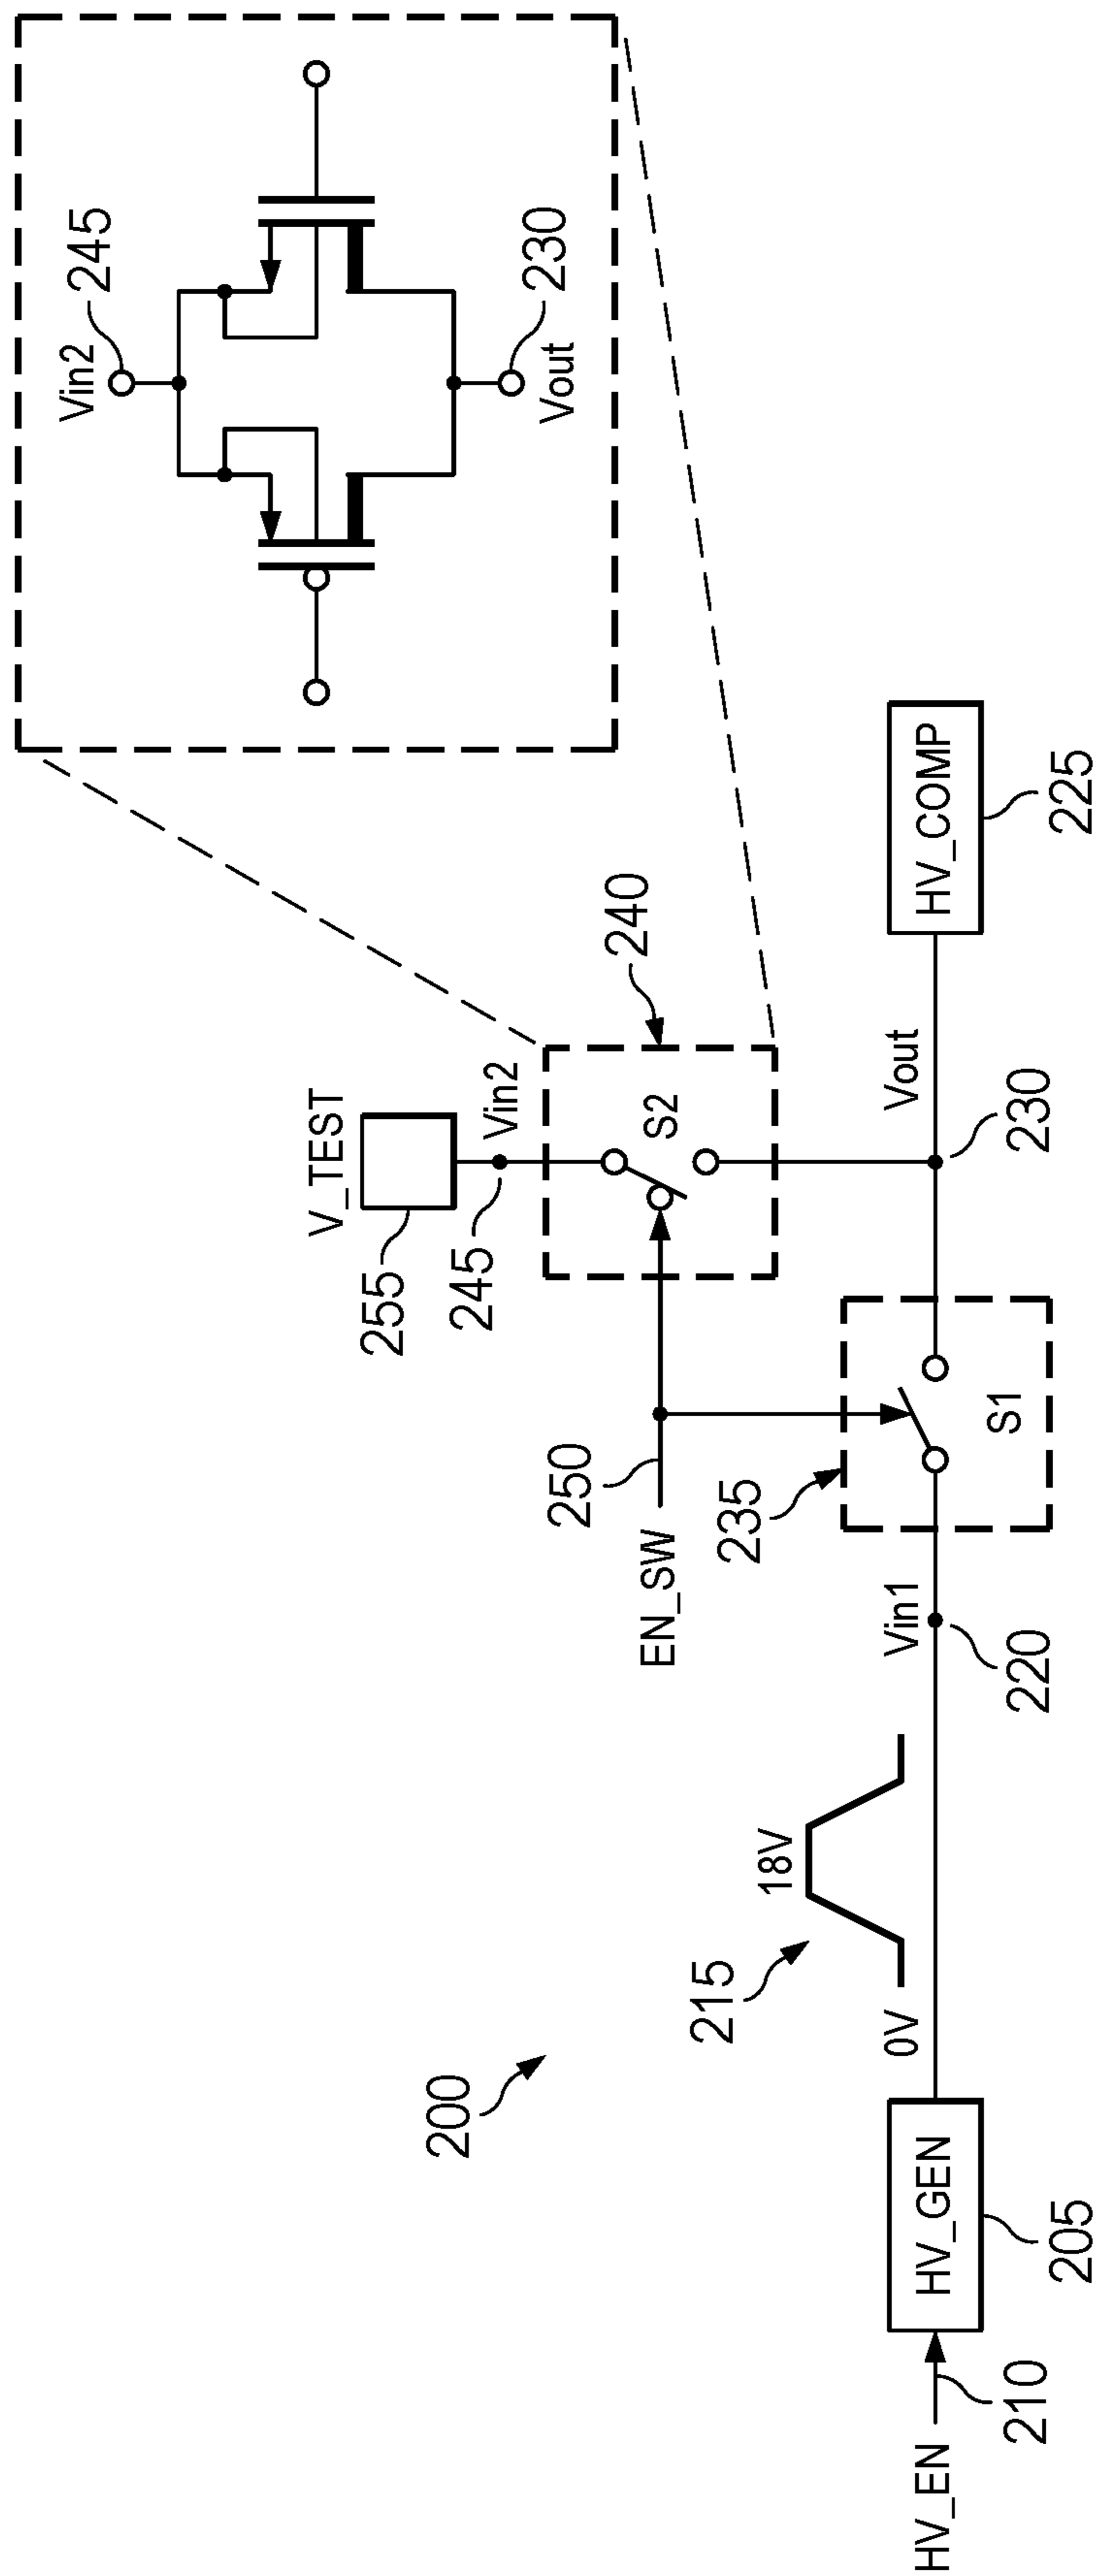 Vin2
245
230
Vout
V_TEST
255
Vin2
245
S2
240
EN_SW
250
200
215
0V
18V
235
S1
HV_EN
210
HV_GEN
205
Vin1
220
Vout
230
HV_COMP
225